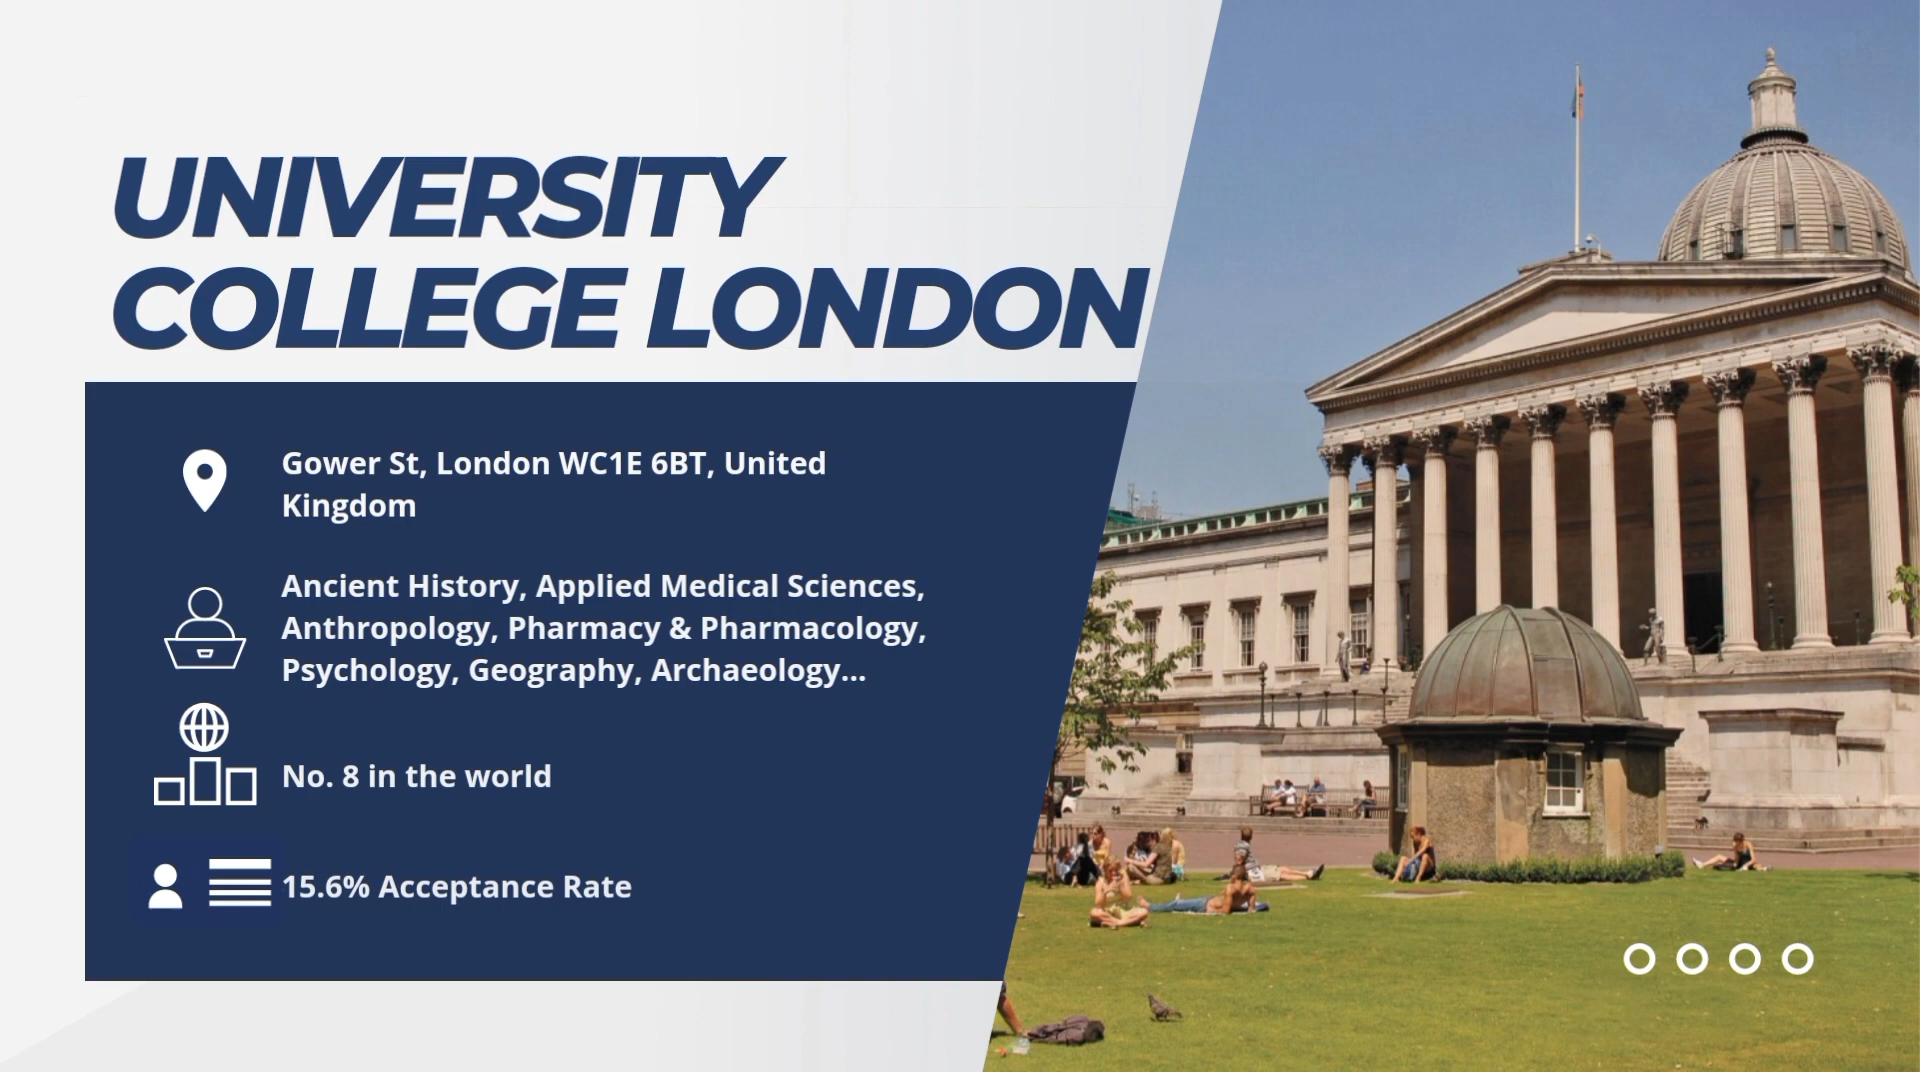 UNIVERSITY
COLLEGE LONDON
Gower St, London WC1E 6BT, United
Kingdom
Ancient History, Applied Medical Sciences,
Anthropology, Pharmacy & Pharmacology,
Psychology, Geography, Archaeology...
No. 8 in the world
15.6% Acceptance Rate